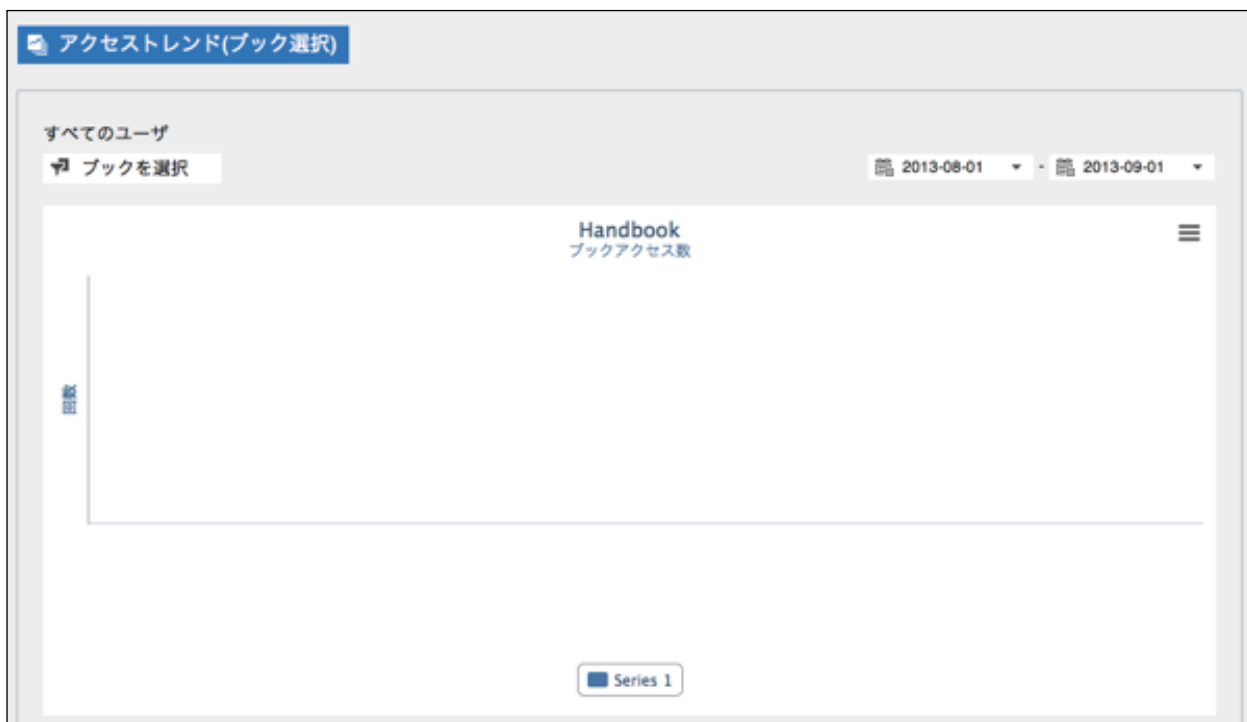 アクセストレンド(ブック選択)
すべてのユーザ
ブックを選択
2013-08-01 - 2013-09-01
Handbook
ブックアクセス数
回数
Series 1